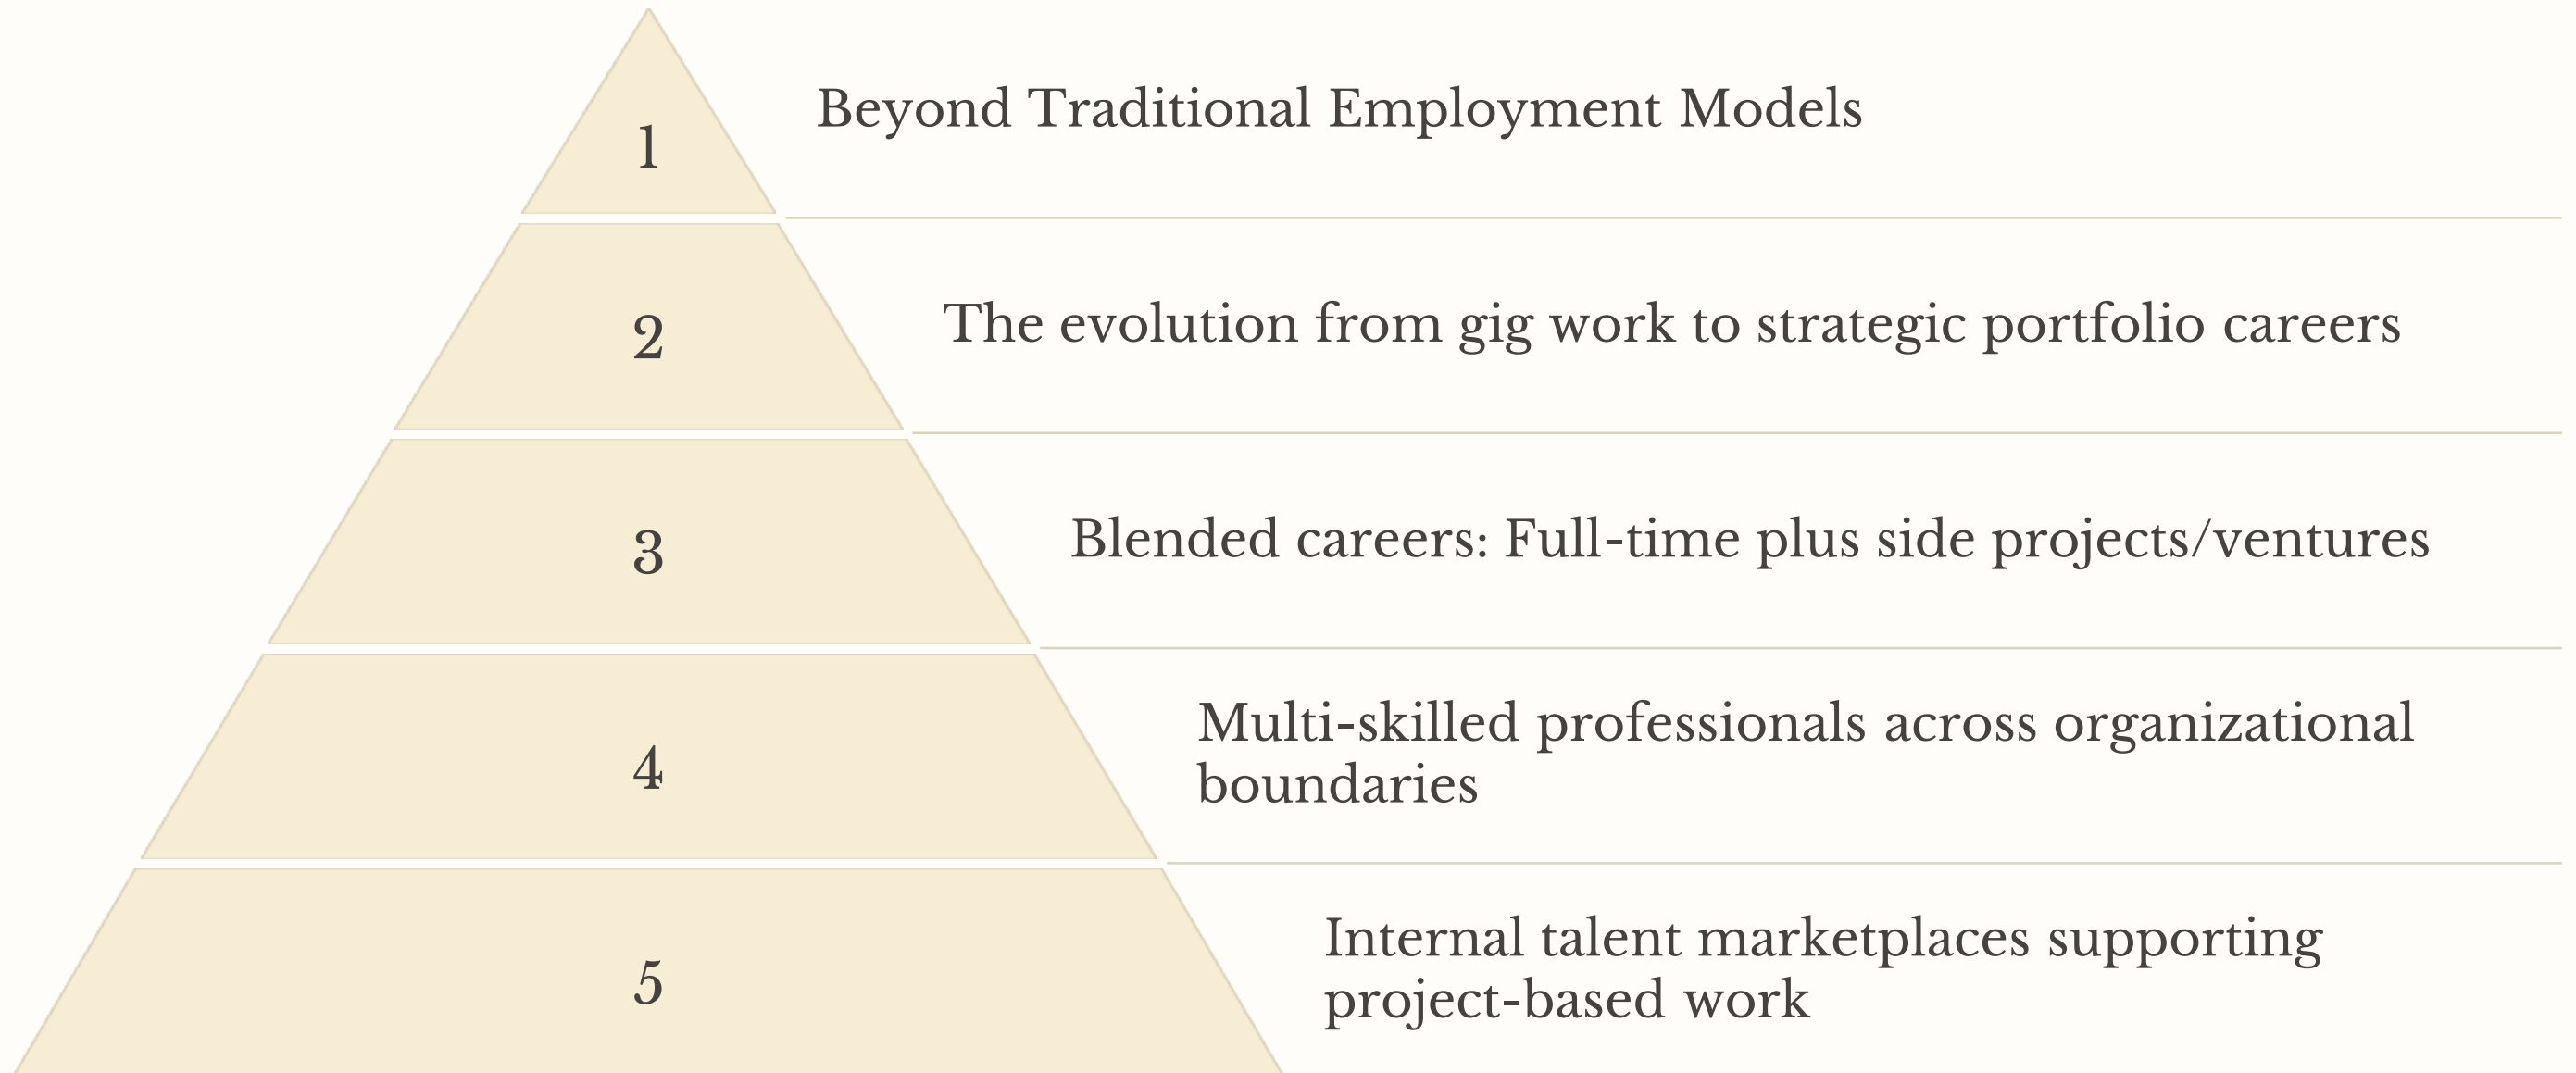 1
Beyond Traditional Employment Models
2
The evolution from gig work to strategic portfolio careers
3
Blended careers: Full-time plus side projects/ventures
4
Multi-skilled professionals across organizational
boundaries
5
Internal talent marketplaces supporting
project-based work